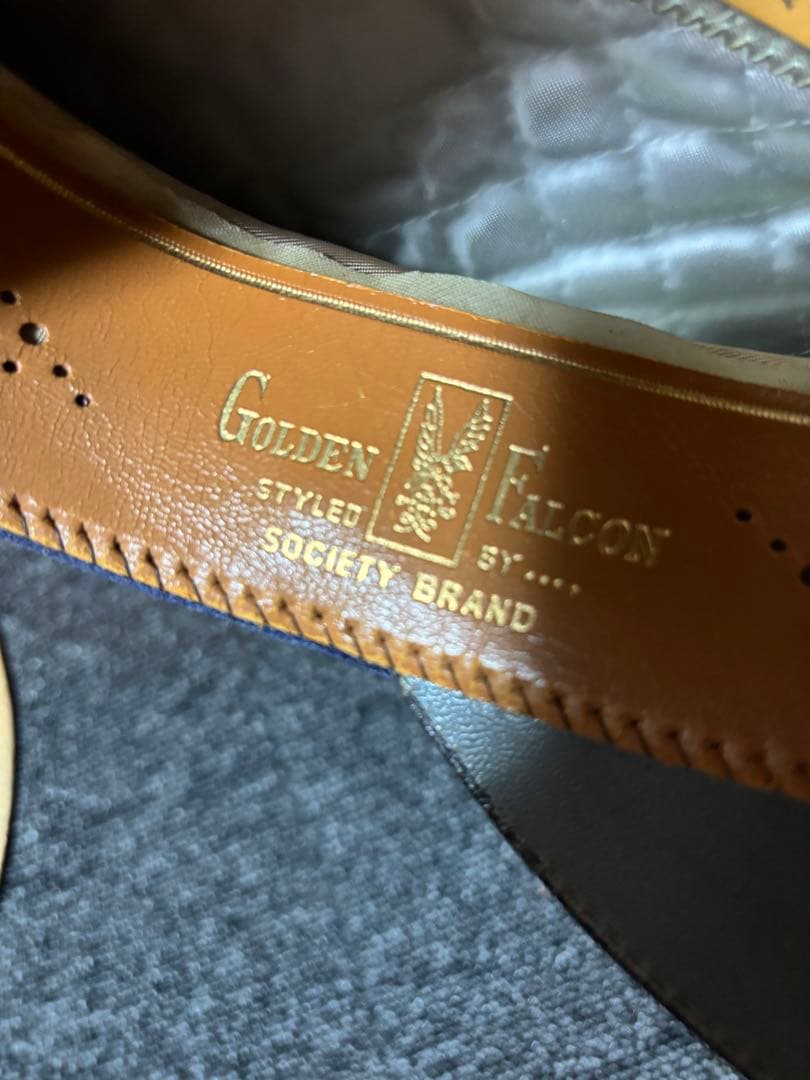 GOLDEN FALCON
STYLED BY ....
SOCIETY BRAND